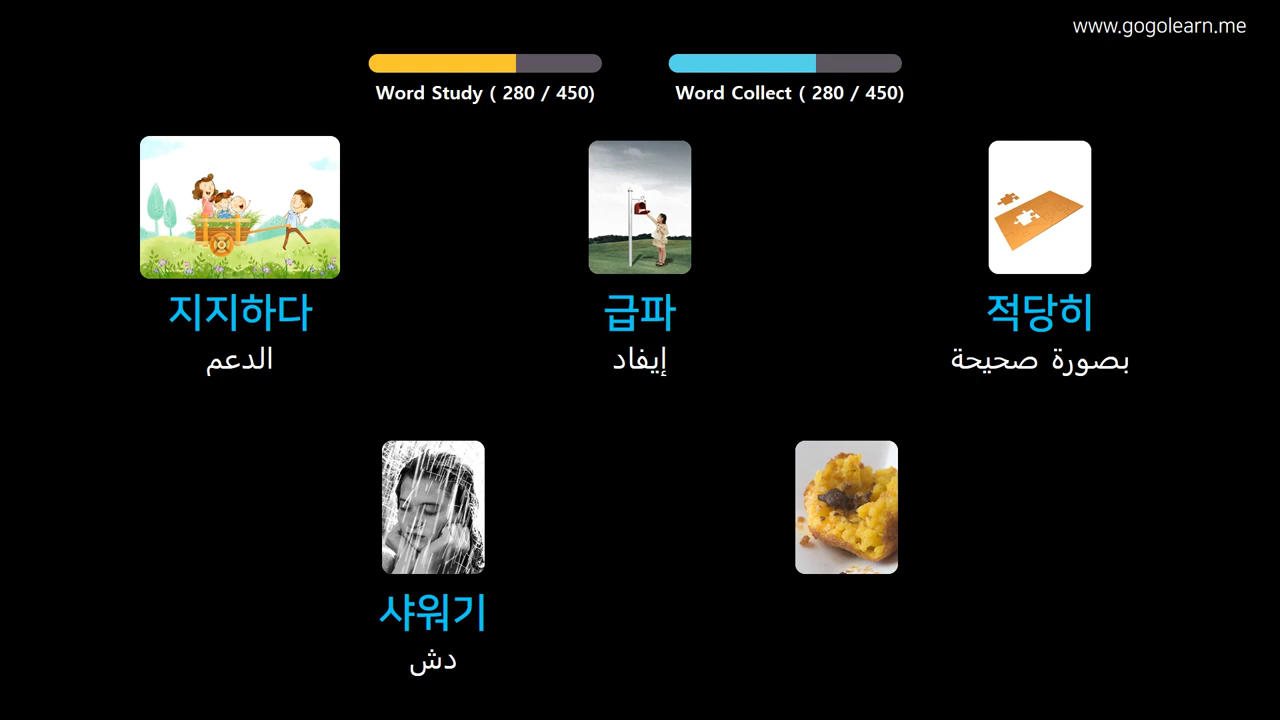 www.gogolearn.me
Word Study ( 280 / 450)
Word Collect ( 280 / 450)
지지하다
الدعم
급파
إيفاد
적당히
بصورة صحيحة
샤워기
دش